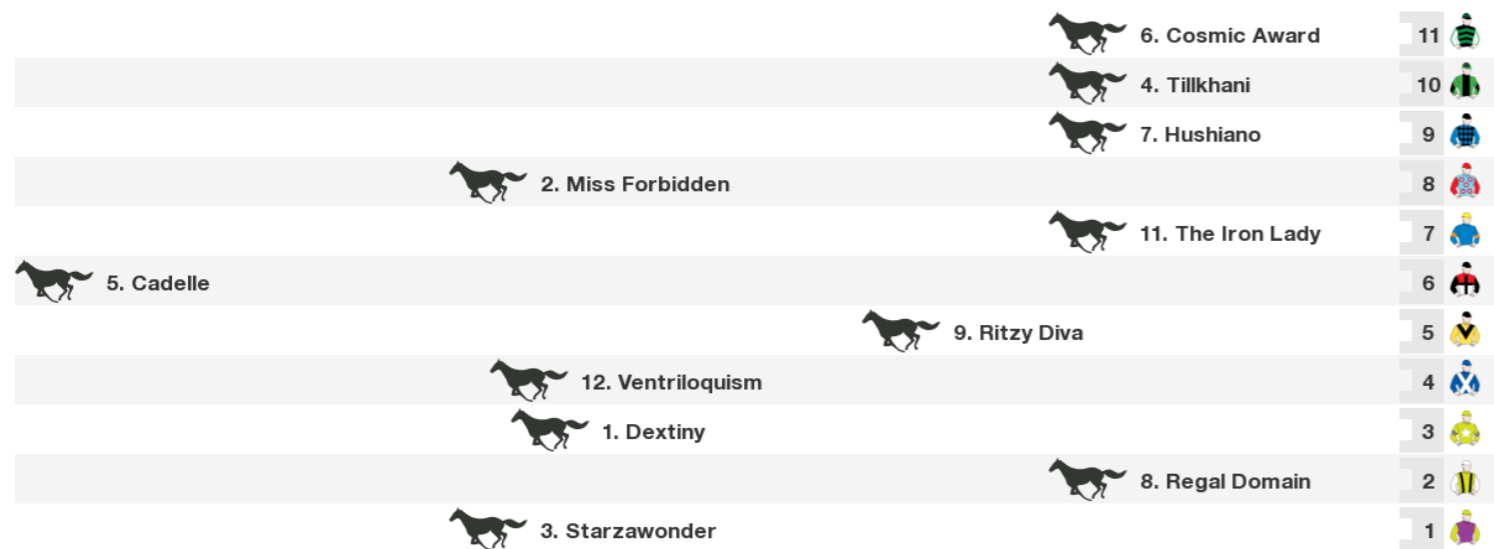 6. Cosmic Award 11
4. Tillkhani 10
7. Hushiano 9
2. Miss Forbidden 8
11. The Iron Lady 7
5. Cadelle 6
9. Ritzy Diva 5
12. Ventriloquism 4
1. Dextiny 3
8. Regal Domain 2
3. Starzawonder 1